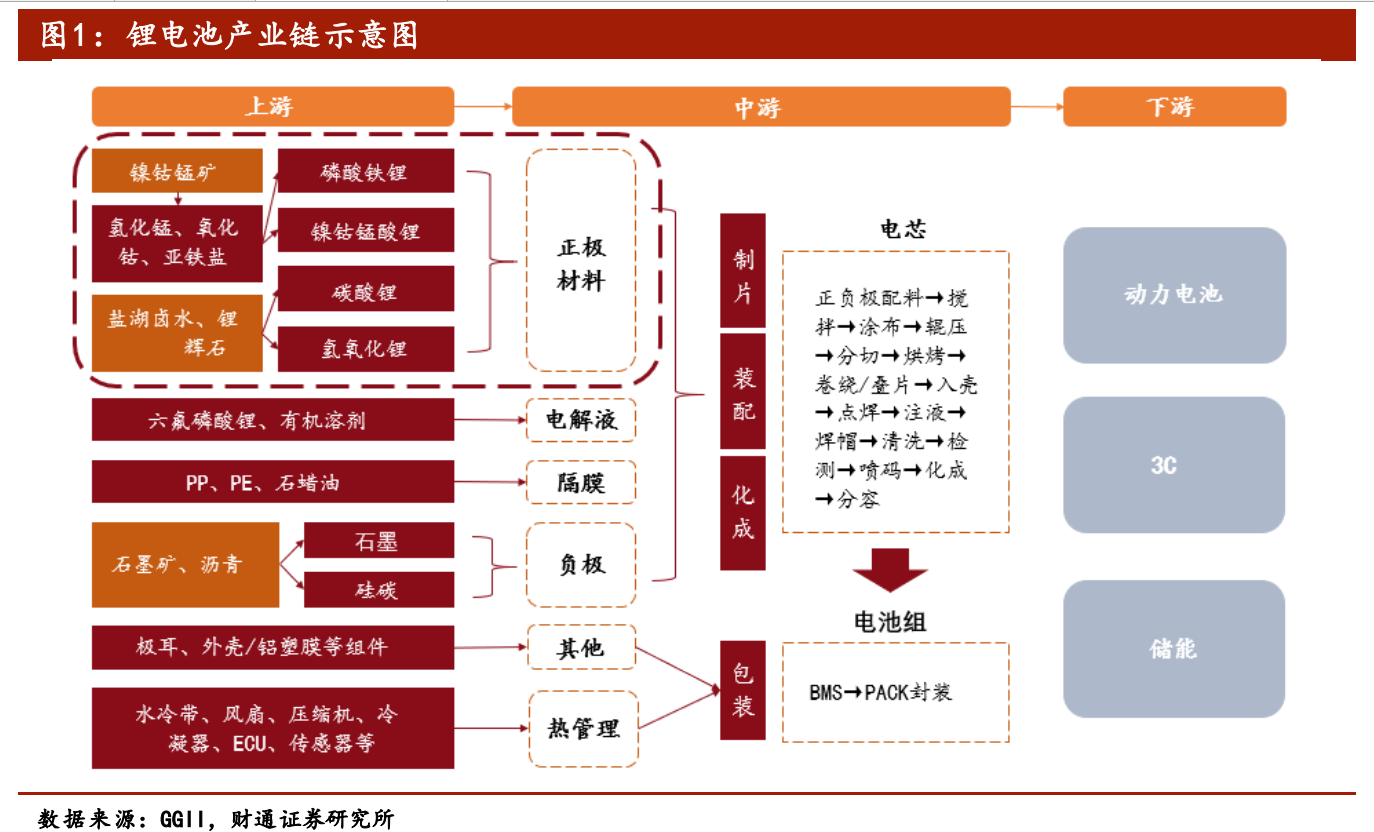 图1：锂电池产业链示意图
上游
中游
下游
镍钴锰矿
氢化锰、氧化
钴、亚铁盐
盐湖卤水、锂
辉石
磷酸铁锂
镍钴锰酸锂
碳酸锂
氢氧化锂
正极
材料
六氟磷酸锂、有机溶剂
电解液
PP、PE、石蜡油
隔膜
石墨矿、沥青
石墨
硅碳
负极
极耳、外壳/铝塑膜等组件
其他
水冷带、风扇、压缩机、冷
凝器、ECU、传感器等
热管理
制
片
装
配
化
成
包
装
电芯
正负极配料→搅
拌→涂布→辊压
→分切→烘烤→
卷绕/叠片→入壳
→点焊→注液→
焊帽→清洗→检
测→喷码→化成
→分容
电池组
BMS→PACK封装
动力电池
3C
储能
数据来源：GGII，财通证券研究所